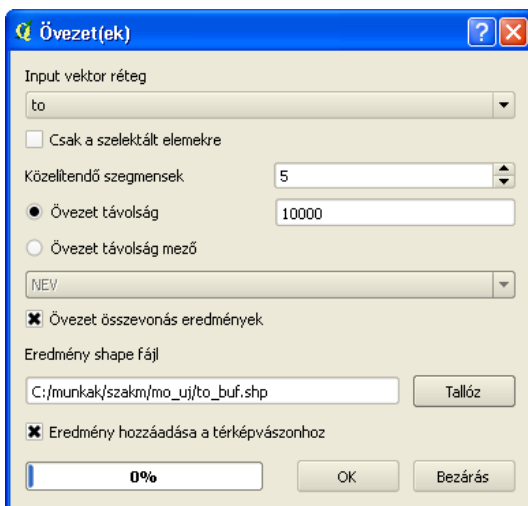 Övezet(ek)
Input vektor réteg
to
Csak a szelektált elemekre
Közelítendő szegmensek 5
Övezet távolság 10000
Övezet távolság mező
NEV
Övezet összevonás eredmények
Eredmény shape fájl
C:/munkak/szakm/mo_uj/to_buf.shp Tallóz
Eredmény hozzáadása a térképvászonhoz
0% OK Bezárás